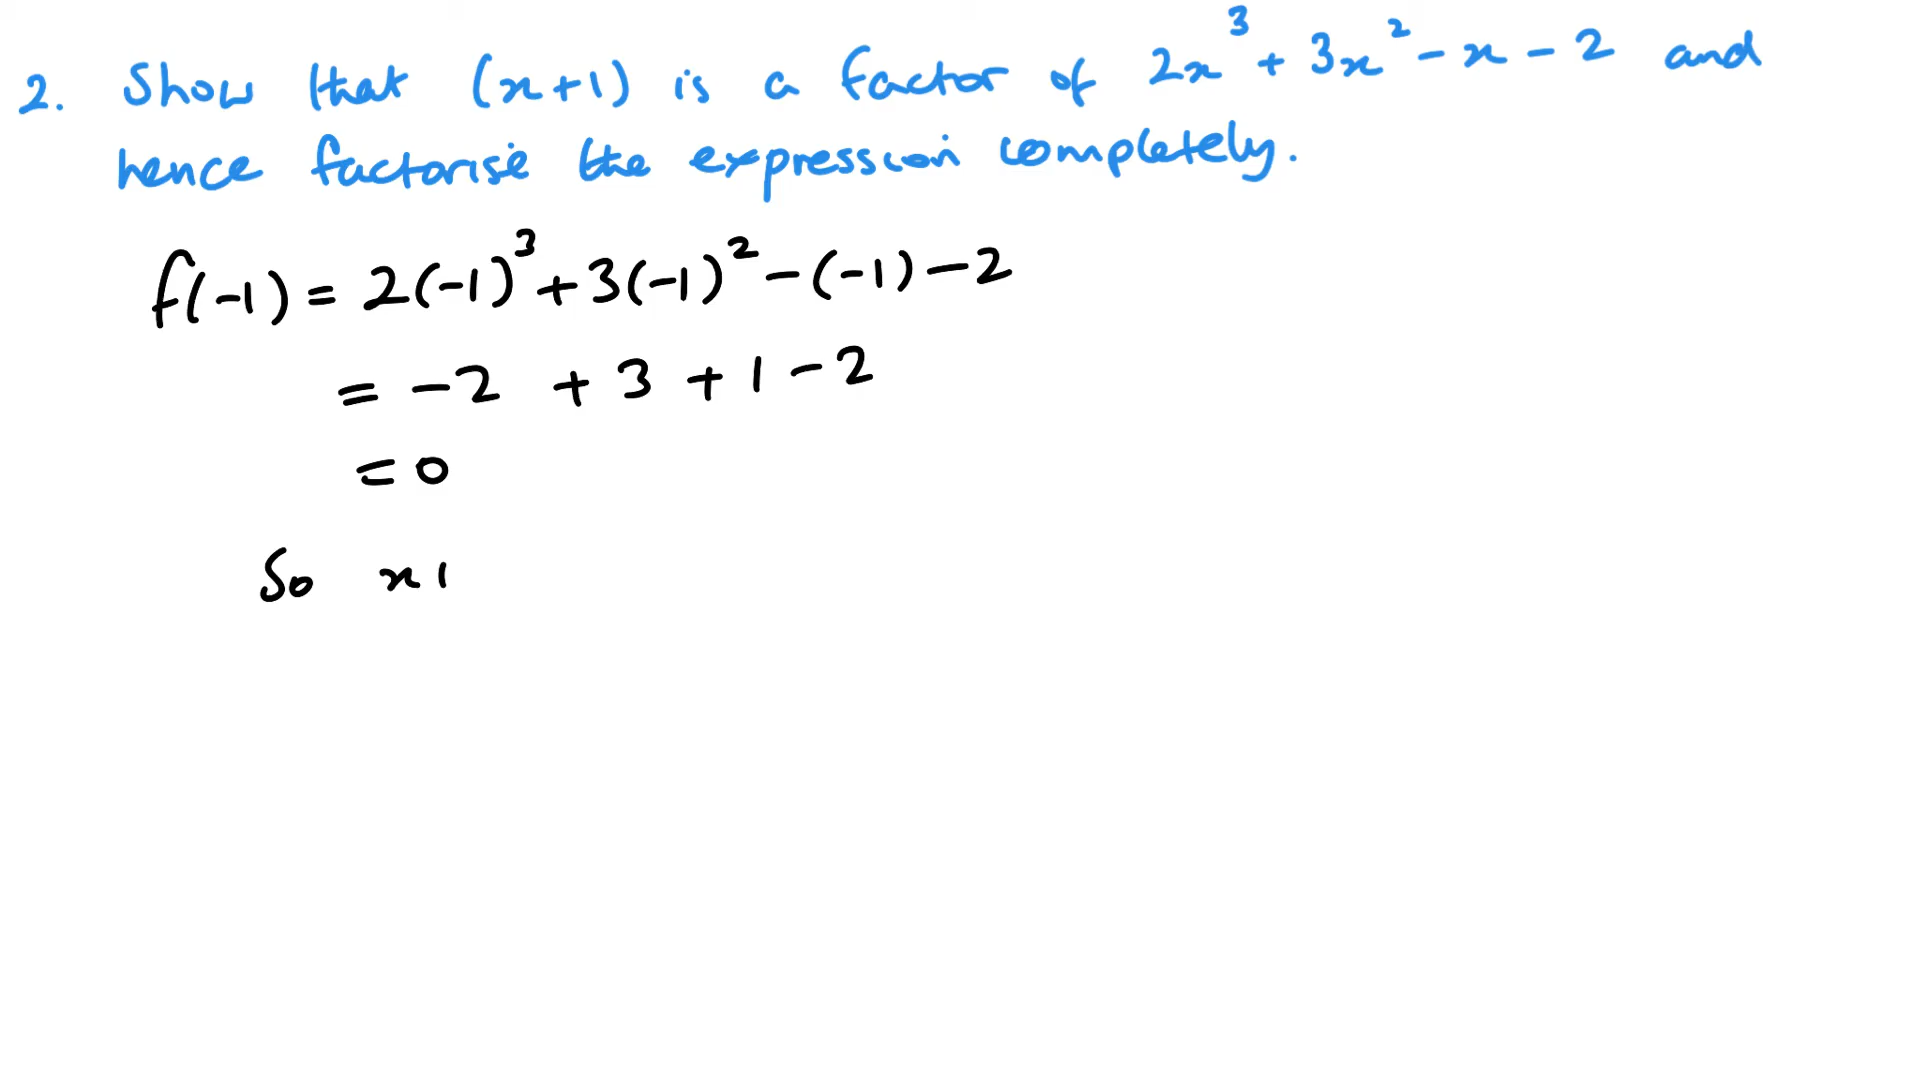 2. Show that (x+1) is a factor of 2x³ + 3x² - x - 2 and
hence factorise the expression completely.
f(-1) = 2(-1)³ + 3(-1)² - (-1) - 2
= -2 + 3 + 1 - 2
= 0
So x 1